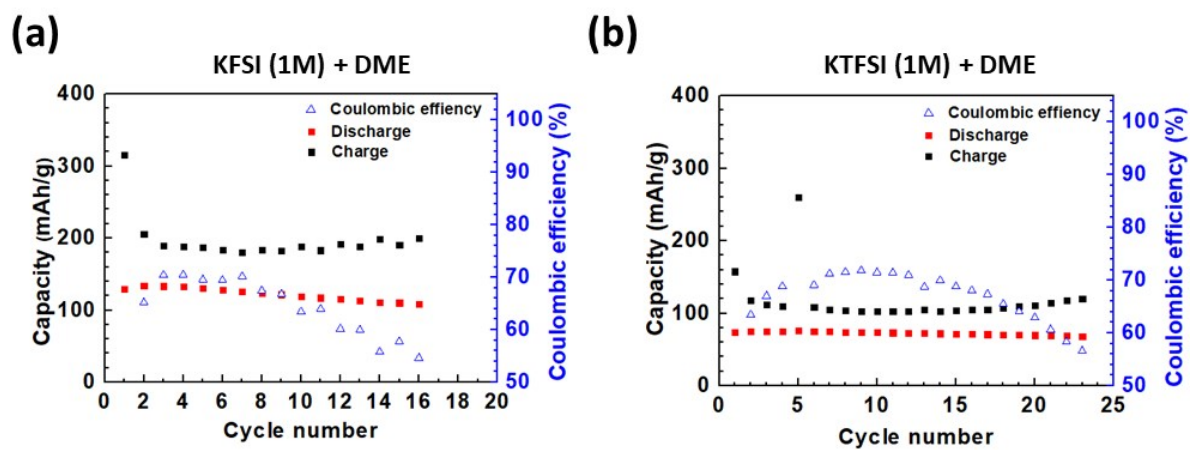 (a)
KFSI (1M) + DME
400
300
200
100
0
Capacity (mAh/g)
Coulombic effiency
Discharge
Charge
100
90
80
70
60
50
Coulombic efficiency (%)
0 2 4 6 8 10 12 14 16 18 20
Cycle number
(b)
KTFSI (1M) + DME
400
300
200
100
0
Capacity (mAh/g)
Coulombic effiency
Discharge
Charge
100
90
80
70
60
50
Coulombic efficiency (%)
0 5 10 15 20 25
Cycle number